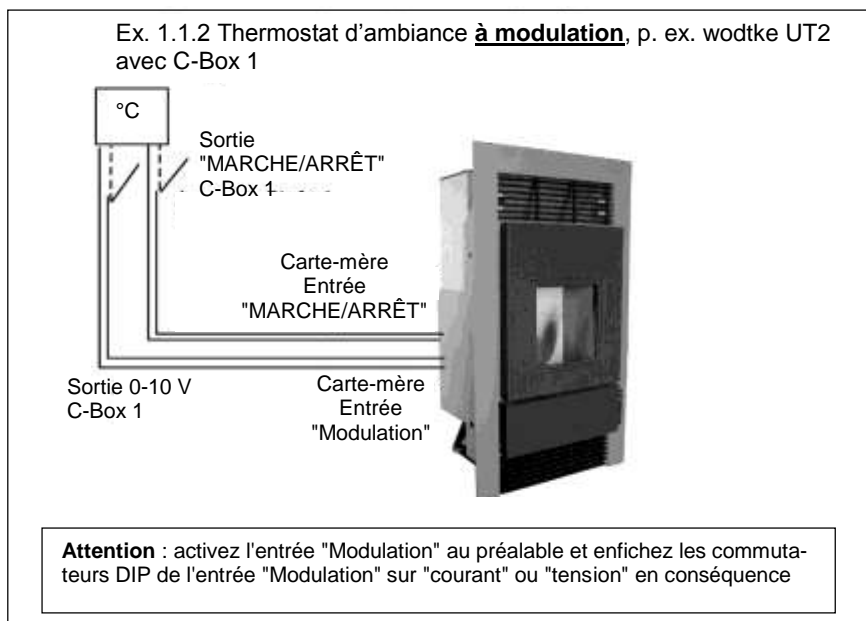 Ex. 1.1.2 Thermostat d’ambiance à modulation, p. ex. wodtke UT2
avec C-Box 1
°C
Sortie
"MARCHE/ARRÊT"
C-Box 1
Carte-mère
Entrée
"MARCHE/ARRÊT"
Sortie 0-10 V
C-Box 1
Carte-mère
Entrée
"Modulation"
Attention : activez l'entrée "Modulation" au préalable et enfichez les commuta-
teurs DIP de l'entrée "Modulation" sur "courant" ou "tension" en conséquence